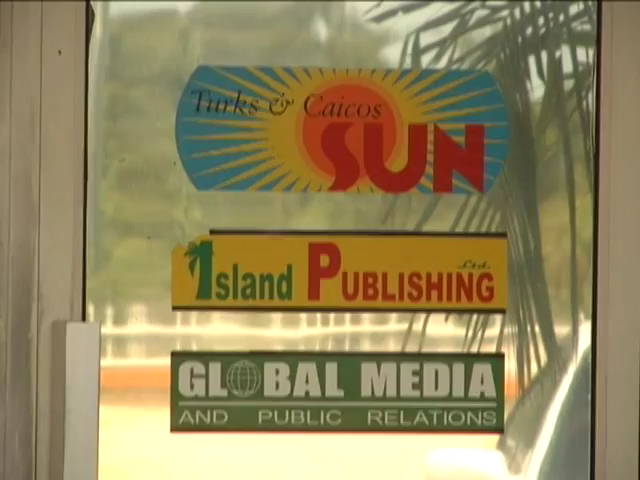 Turks & Caicos
SUN
Island PUBLISHING Ltd.
GLOBAL MEDIA
AND PUBLIC RELATIONS